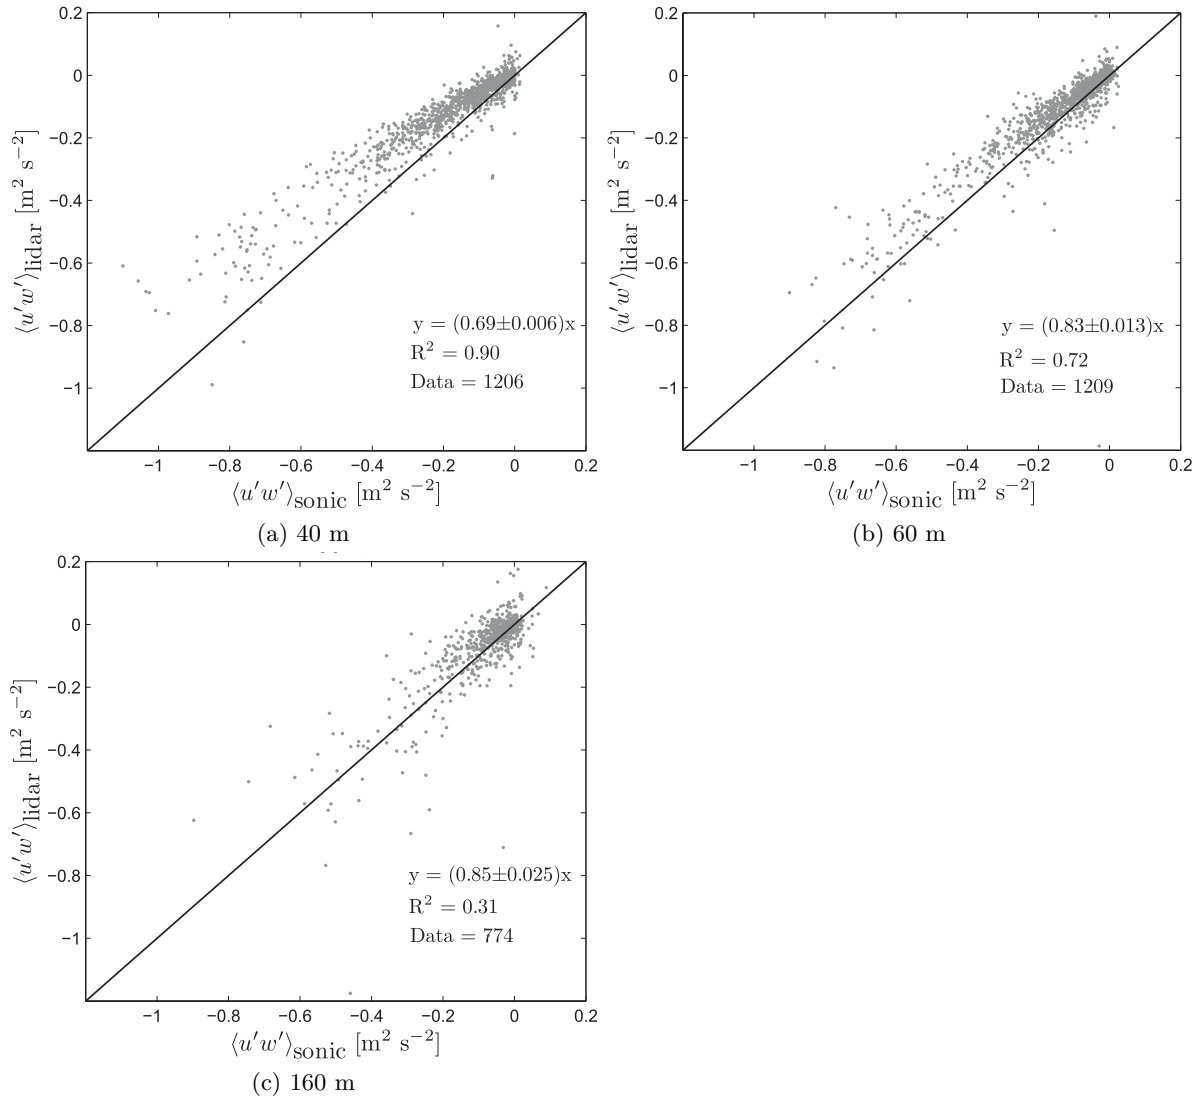 0.2
0
−0.2
−0.4
−0.6
−0.8
−1
⟨u′w′⟩lidar [m² s⁻²]
y = (0.69±0.006)x
R² = 0.90
Data = 1206
−1 −0.8 −0.6 −0.4 −0.2 0 0.2
⟨u′w′⟩sonic [m² s⁻²]
(a) 40 m
0.2
0
−0.2
−0.4
−0.6
−0.8
−1
⟨u′w′⟩lidar [m² s⁻²]
y = (0.83±0.013)x
R² = 0.72
Data = 1209
−1 −0.8 −0.6 −0.4 −0.2 0 0.2
⟨u′w′⟩sonic [m² s⁻²]
(b) 60 m
0.2
0
−0.2
−0.4
−0.6
−0.8
−1
⟨u′w′⟩lidar [m² s⁻²]
y = (0.85±0.025)x
R² = 0.31
Data = 774
−1 −0.8 −0.6 −0.4 −0.2 0 0.2
⟨u′w′⟩sonic [m² s⁻²]
(c) 160 m